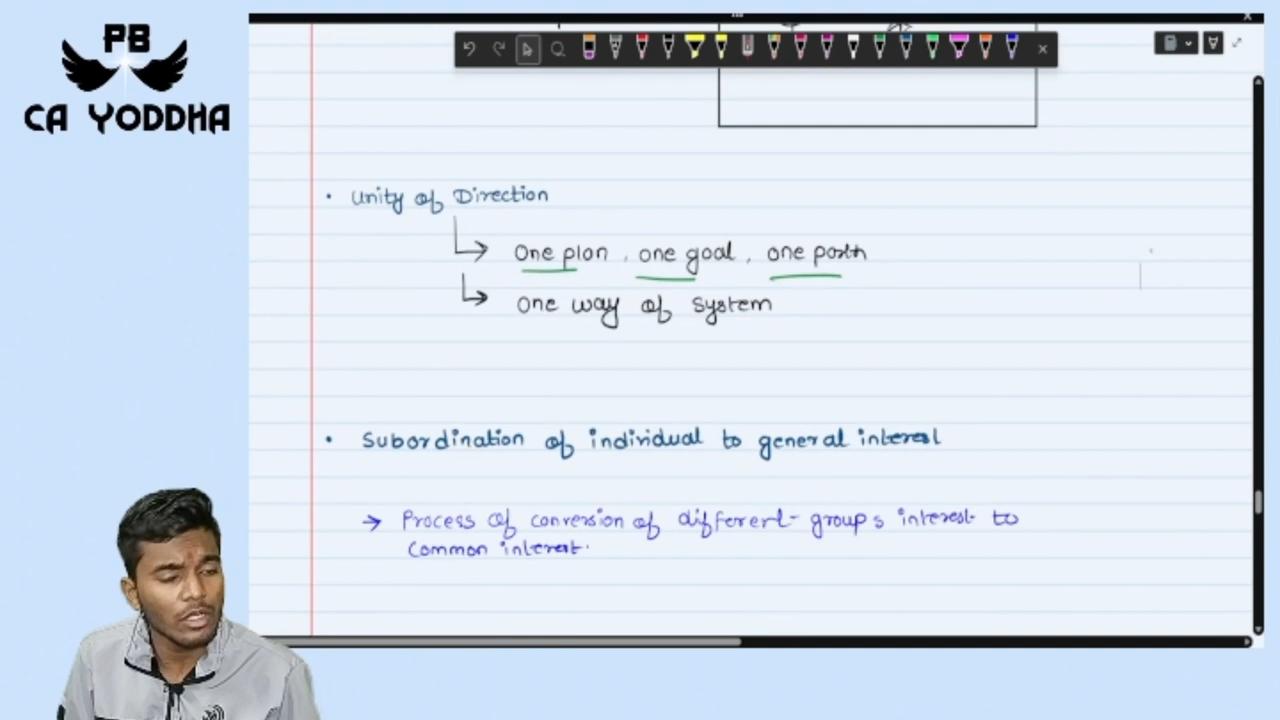 PB
CA YODDHA
• Unity of Direction
One plan, one goal, one path
One way of system
• Subordination of individual to general interest
→ Process of conversion of different groups interest to
common interest.